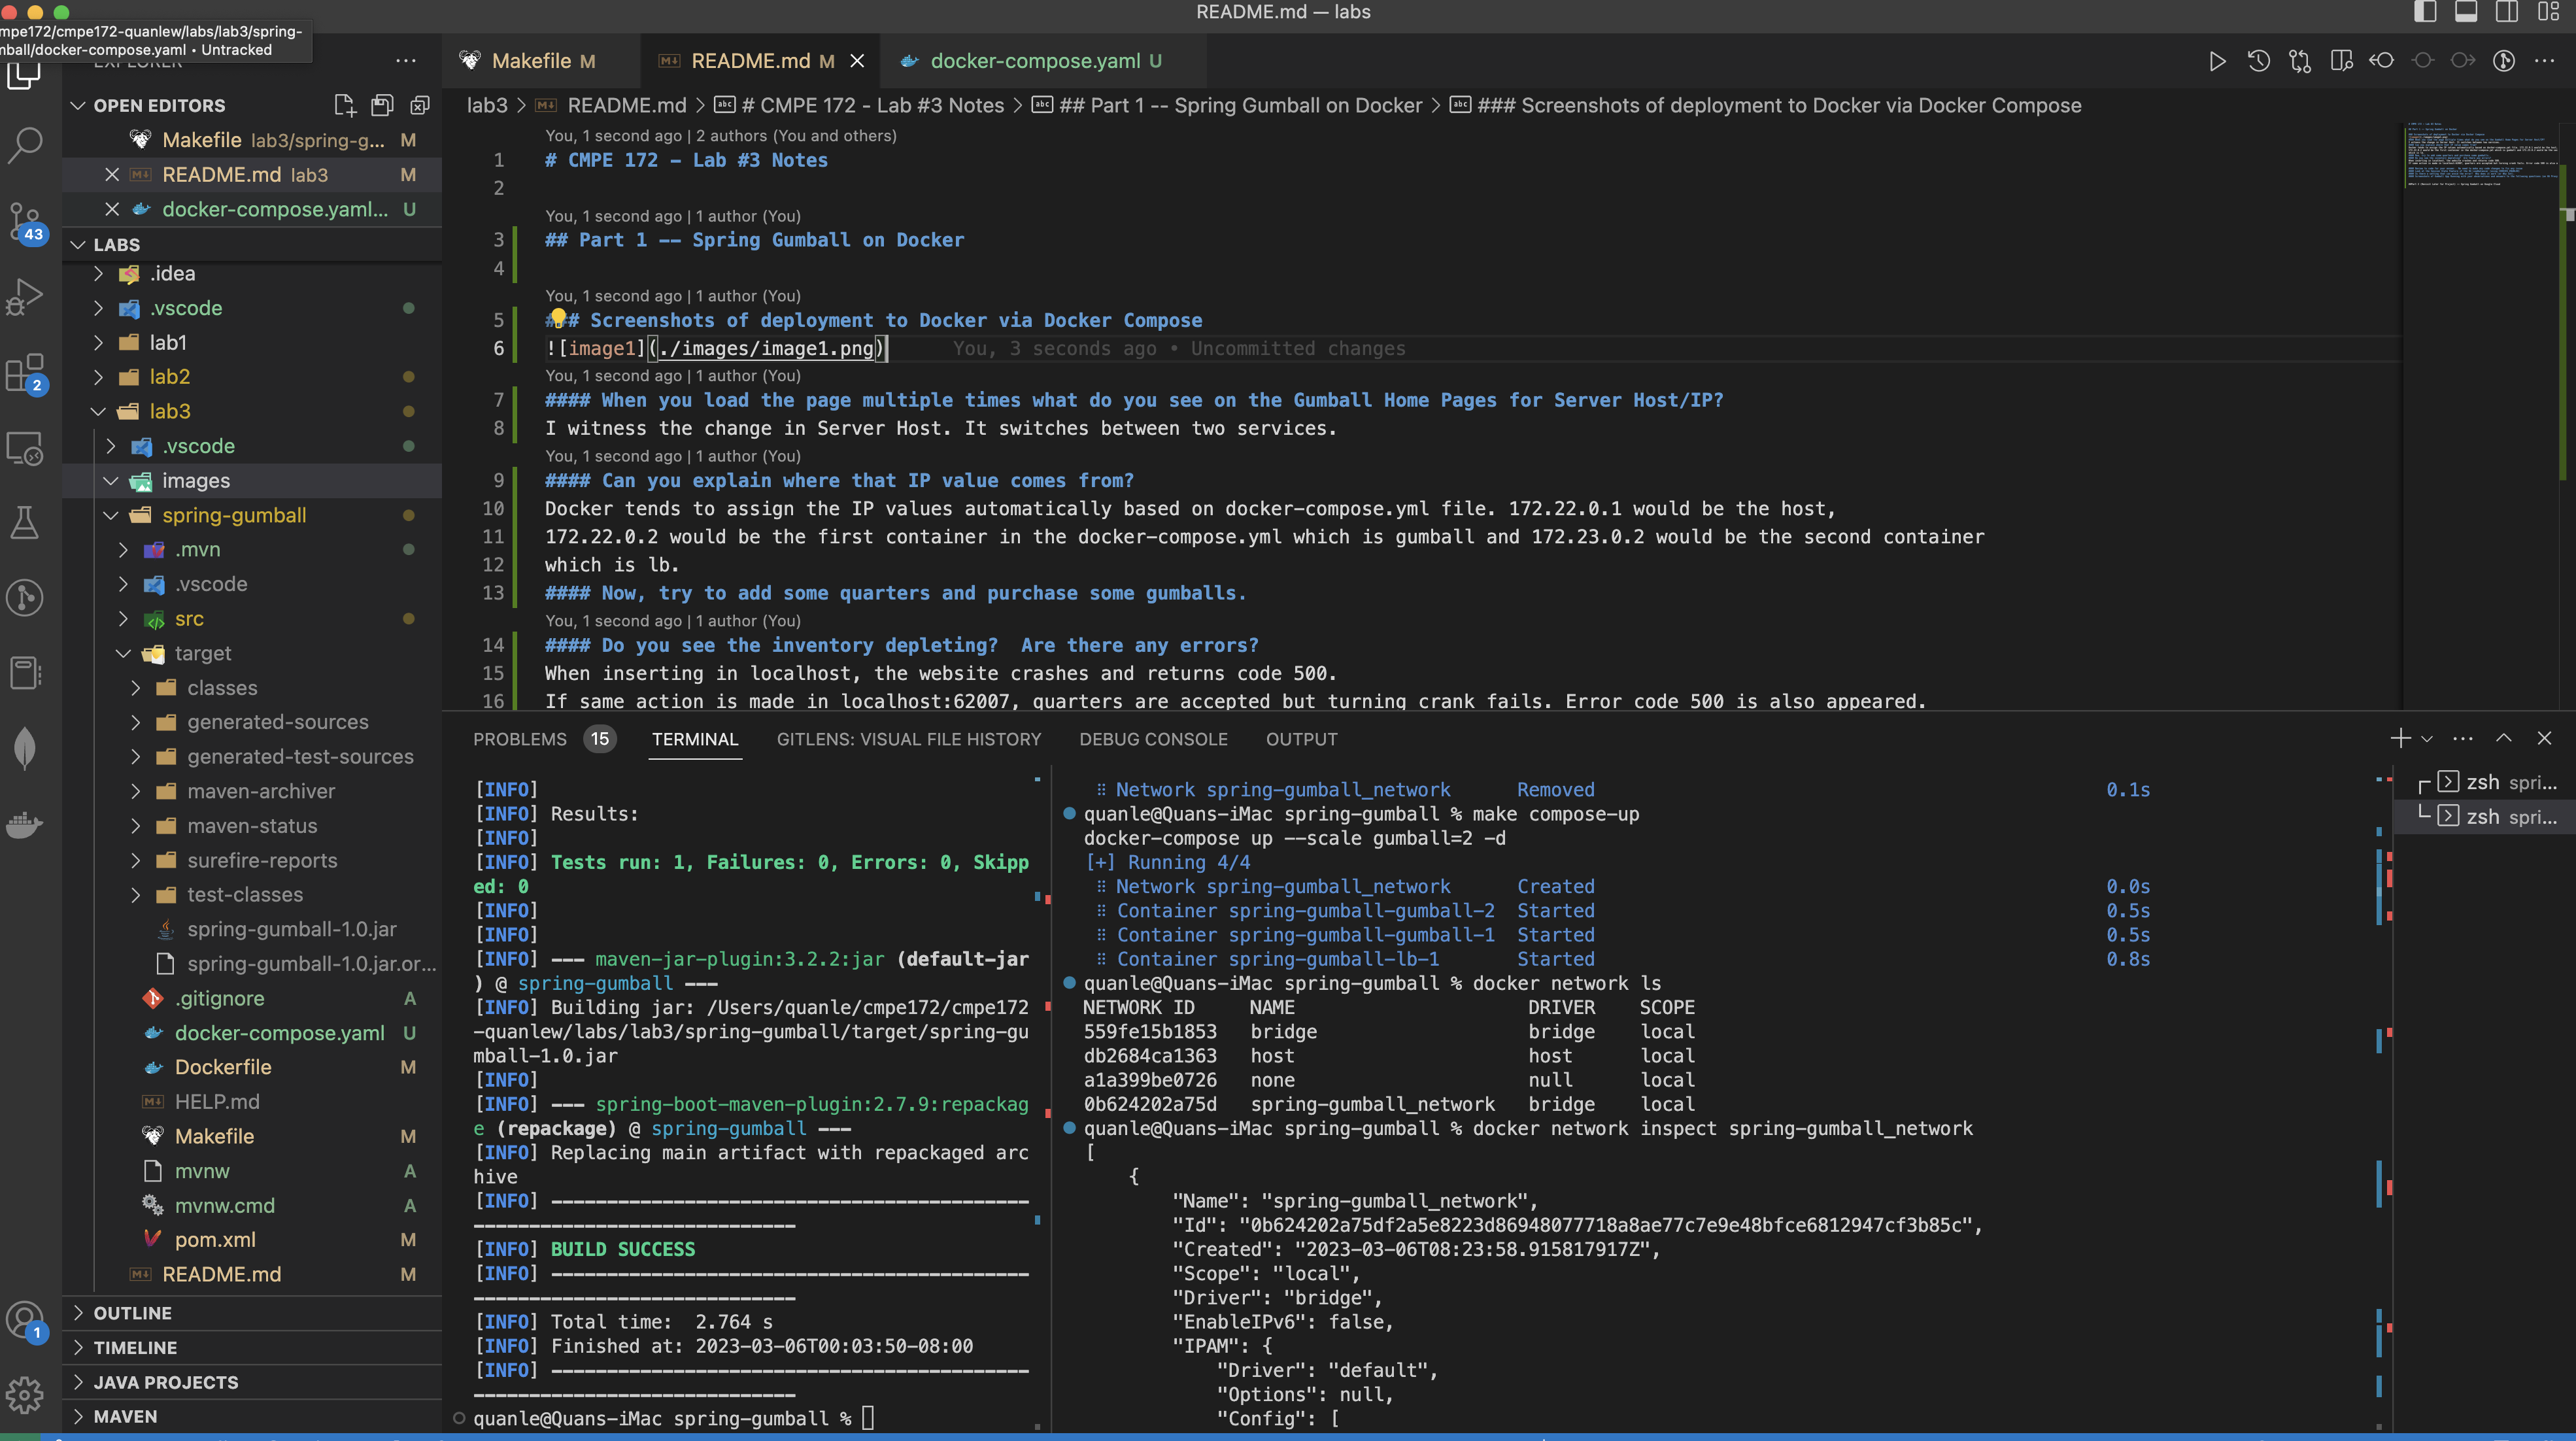 README.md — labs
mpe172/cmpe172-quanlew/labs/lab3/spring-
mball/docker-compose.yaml • Untracked
EXPLORER
OPEN EDITORS
Makefile lab3/spring-g... M
README.md lab3 M
docker-compose.yaml... U
LABS
.idea
.vscode
lab1
lab2
lab3
.vscode
images
spring-gumball
.mvn
.vscode
src
target
classes
generated-sources
generated-test-sources
maven-archiver
maven-status
surefire-reports
test-classes
spring-gumball-1.0.jar
spring-gumball-1.0.jar.or...
.gitignore A
docker-compose.yaml U
Dockerfile M
HELP.md
Makefile M
mvnw A
mvnw.cmd A
pom.xml M
README.md M
OUTLINE
TIMELINE
JAVA PROJECTS
MAVEN
43
2
1
Makefile M
README.md M
docker-compose.yaml U
lab3 > README.md > # CMPE 172 - Lab #3 Notes > ## Part 1 -- Spring Gumball on Docker > ### Screenshots of deployment to Docker via Docker Compose
You, 1 second ago | 2 authors (You and others)
1 # CMPE 172 - Lab #3 Notes
2
You, 1 second ago | 1 author (You)
3 ## Part 1 -- Spring Gumball on Docker
4
You, 1 second ago | 1 author (You)
5 ### Screenshots of deployment to Docker via Docker Compose
6 ![image1](./images/image1.png) You, 3 seconds ago • Uncommitted changes
You, 1 second ago | 1 author (You)
7 #### When you load the page multiple times what do you see on the Gumball Home Pages for Server Host/IP?
8 I witness the change in Server Host. It switches between two services.
You, 1 second ago | 1 author (You)
9 #### Can you explain where that IP value comes from?
10 Docker tends to assign the IP values automatically based on docker-compose.yml file. 172.22.0.1 would be the host,
11 172.22.0.2 would be the first container in the docker-compose.yml which is gumball and 172.23.0.2 would be the second container
12 which is lb.
13 #### Now, try to add some quarters and purchase some gumballs.
You, 1 second ago | 1 author (You)
14 #### Do you see the inventory depleting?  Are there any errors?
15 When inserting in localhost, the website crashes and returns code 500.
16 If same action is made in localhost:62007, quarters are accepted but turning crank fails. Error code 500 is also appeared.
PROBLEMS 15 TERMINAL GITLENS: VISUAL FILE HISTORY DEBUG CONSOLE OUTPUT
[INFO]
[INFO] Results:
[INFO]
[INFO] Tests run: 1, Failures: 0, Errors: 0, Skipp
ed: 0
[INFO]
[INFO]
[INFO] --- maven-jar-plugin:3.2.2:jar (default-jar
) @ spring-gumball ---
[INFO] Building jar: /Users/quanle/cmpe172/cmpe172
-quanlew/labs/lab3/spring-gumball/target/spring-gu
mball-1.0.jar
[INFO]
[INFO] --- spring-boot-maven-plugin:2.7.9:repackag
e (repackage) @ spring-gumball ---
[INFO] Replacing main artifact with repackaged arc
hive
[INFO] -------------------------------------------
-----------------------------
[INFO] BUILD SUCCESS
[INFO] -------------------------------------------
-----------------------------
[INFO] Total time:  2.764 s
[INFO] Finished at: 2023-03-06T00:03:50-08:00
[INFO] -------------------------------------------
-----------------------------
quanle@Quans-iMac spring-gumball %
Network spring-gumball_network Removed 0.1s
quanle@Quans-iMac spring-gumball % make compose-up
docker-compose up --scale gumball=2 -d
[+] Running 4/4
Network spring-gumball_network Created 0.0s
Container spring-gumball-gumball-2 Started 0.5s
Container spring-gumball-gumball-1 Started 0.5s
Container spring-gumball-lb-1 Started 0.8s
quanle@Quans-iMac spring-gumball % docker network ls
NETWORK ID NAME DRIVER SCOPE
559fe15b1853 bridge bridge local
db2684ca1363 host host local
a1a399be0726 none null local
0b624202a75d spring-gumball_network bridge local
quanle@Quans-iMac spring-gumball % docker network inspect spring-gumball_network
[
{
"Name": "spring-gumball_network",
"Id": "0b624202a75df2a5e8223d86948077718a8ae77c7e9e48bfce6812947cf3b85c",
"Created": "2023-03-06T08:23:58.915817917Z",
"Scope": "local",
"Driver": "bridge",
"EnableIPv6": false,
"IPAM": {
"Driver": "default",
"Options": null,
"Config": [
zsh spri...
zsh spri...